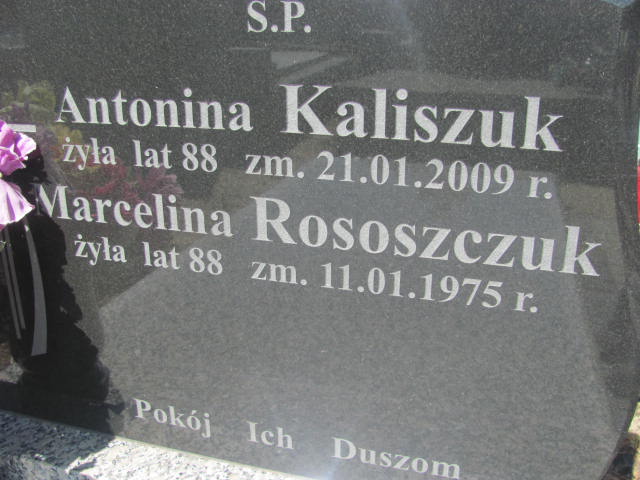 S.P.
Antonina Kaliszuk
żyła lat 88 zm. 21.01.2009 r.
Marcelina Rososzczuk
żyła lat 88 zm. 11.01.1975 r.
Pokój Ich Duszom